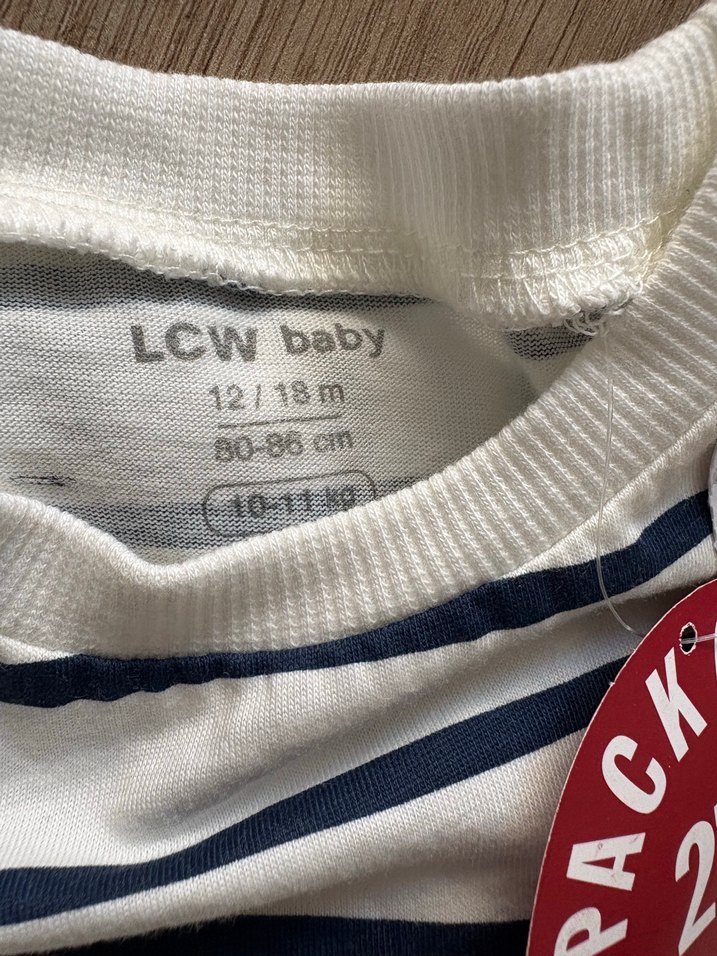 LCW baby
12 / 18 m
80-86 cm
10-11 kg
PACK
2